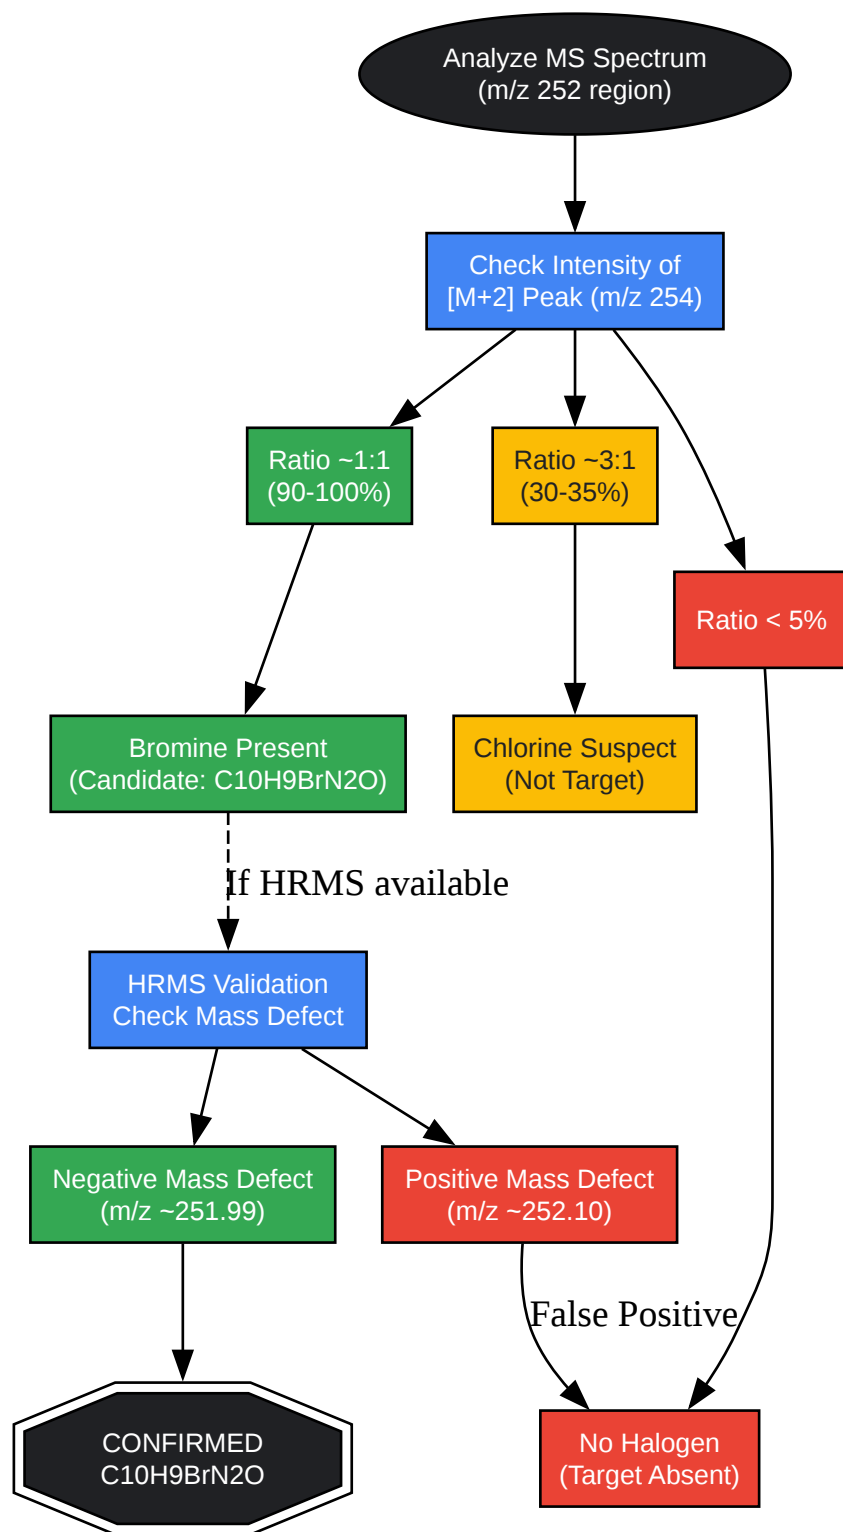 Analyze MS Spectrum
(m/z 252 region)
Check Intensity of
[M+2] Peak (m/z 254)
Ratio ~1:1
(90-100%)
Ratio ~3:1
(30-35%)
Ratio < 5%
Bromine Present
(Candidate: C10H9BrN2O)
Chlorine Suspect
(Not Target)
If HRMS available
HRMS Validation
Check Mass Defect
Negative Mass Defect
(m/z ~251.99)
Positive Mass Defect
(m/z ~252.10)
False Positive
CONFIRMED
C10H9BrN2O
No Halogen
(Target Absent)